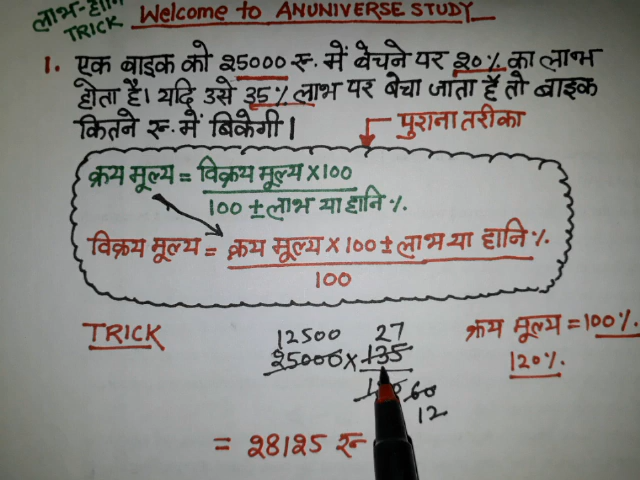 लाभ-हानि
TRICK
Welcome to ANUNIVERSE STUDY
1. एक बाइक को 25000 रु. में बेचने पर 20% का लाभ
होता है। यदि उसे 35% लाभ पर बेचा जाता है तो बाइक
कितने रु. में बिकेगी।
पुराना तरीका
क्रय मूल्य = विक्रय मूल्य × 100
100 ± लाभ या हानि %
विक्रय मूल्य = क्रय मूल्य × 100 ± लाभ या हानि %
100
TRICK
12500 27
25000 × 135
60
12
क्रय मूल्य = 100%
120%
= 28125 रु